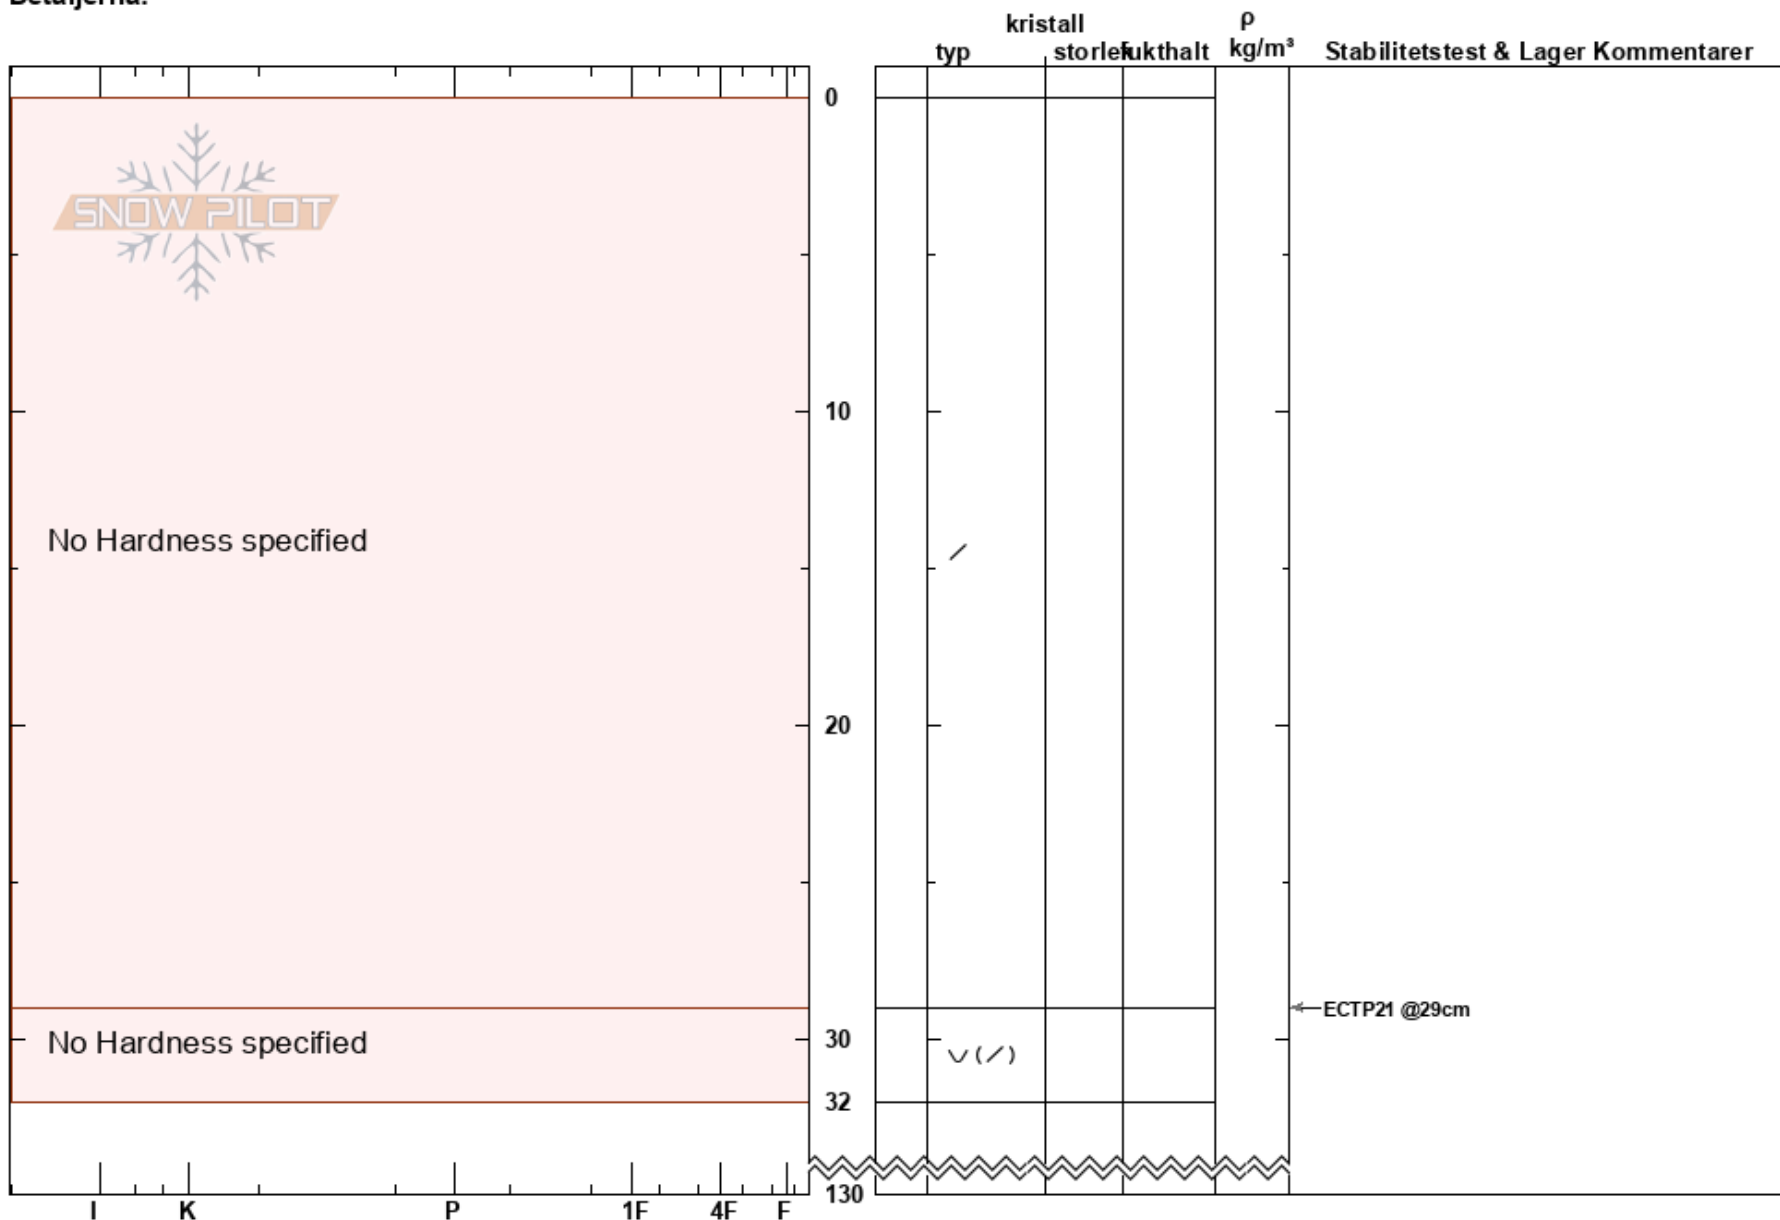 kristall
ρ
typ
storlek
fukthalt
kg/m³
Stabilitetstest & Lager Kommentarer
0
SNOW PILOT
10
No Hardness specified
20
ECTP21 @29cm
No Hardness specified
30
(/)
32
130
I K P 1F 4F F